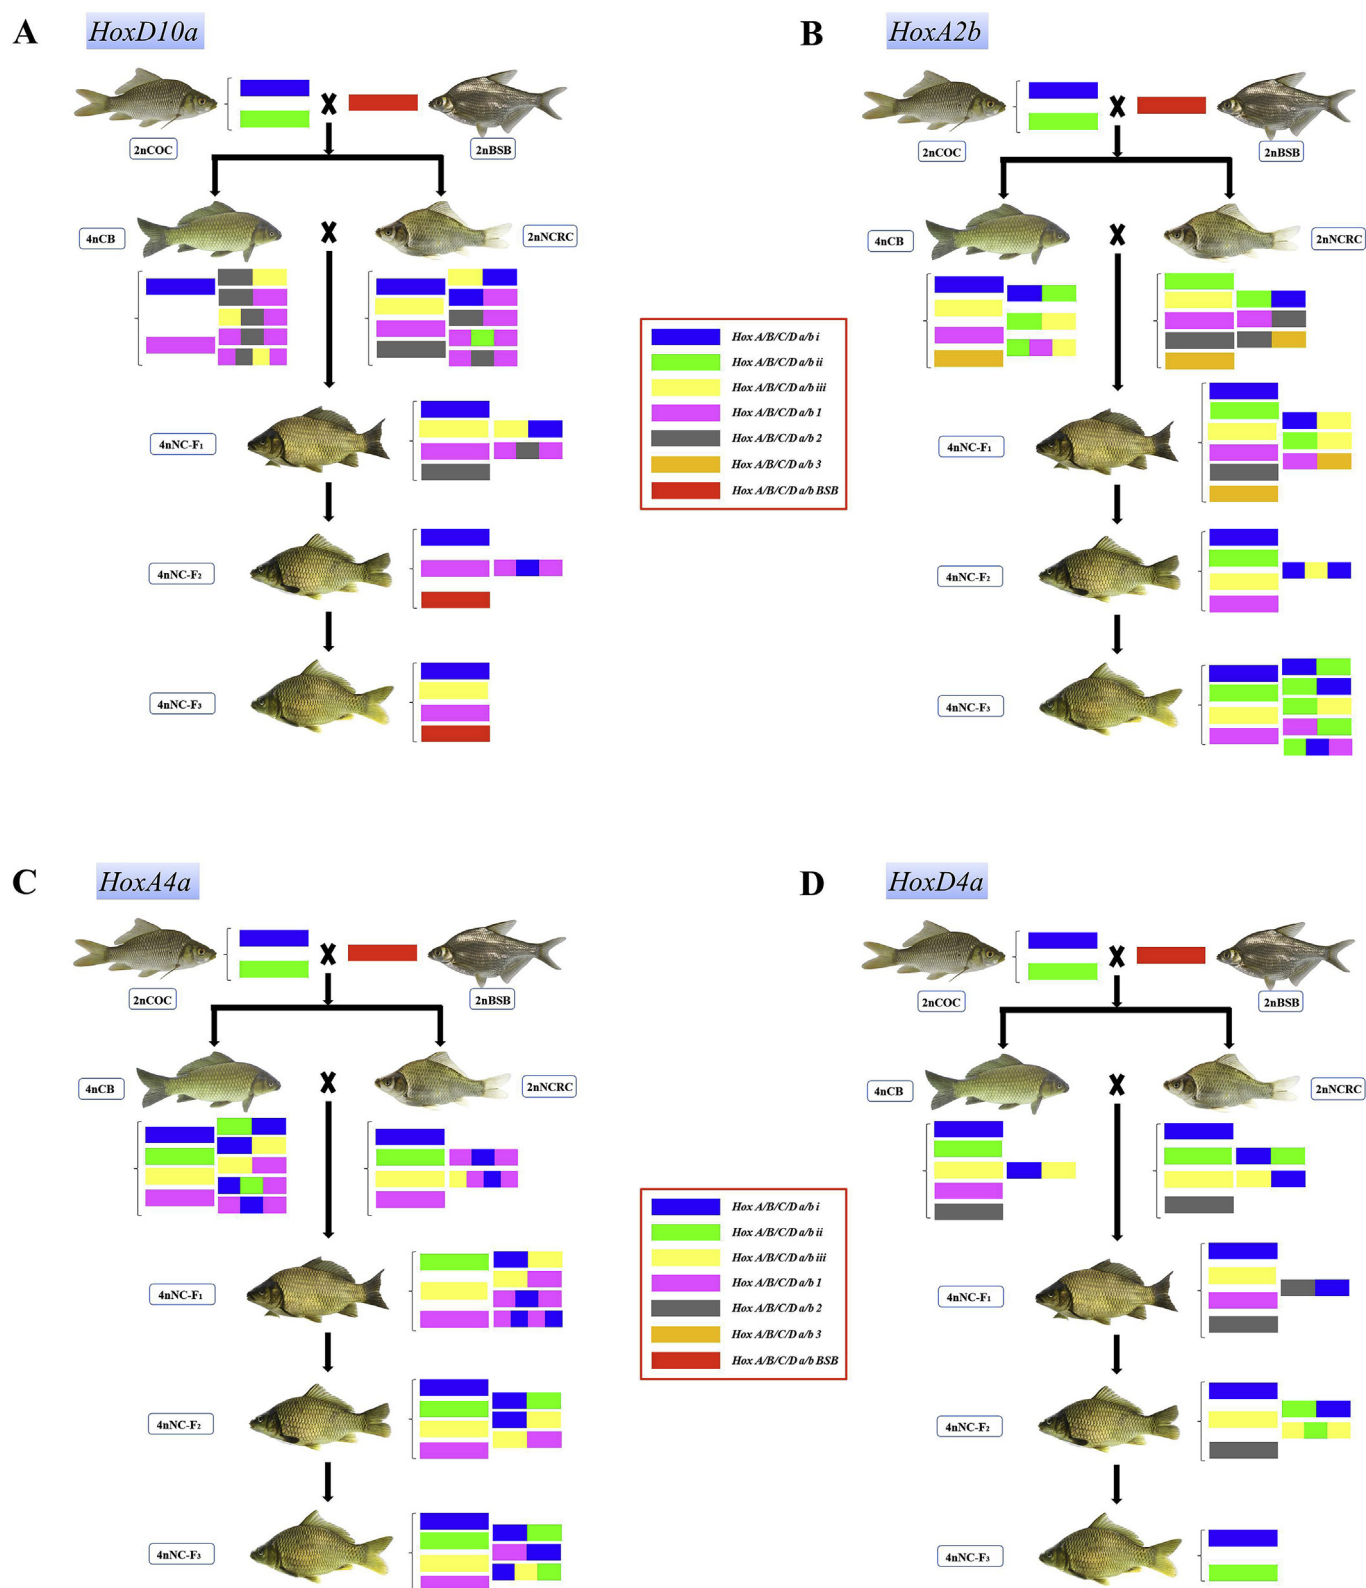 A HoxD10a
2nCOC
2nBSB
4nCB
2nNCRC
4nNC-F1
4nNC-F2
4nNC-F3
B HoxA2b
2nCOC
2nBSB
4nCB
2nNCRC
4nNC-F1
4nNC-F2
4nNC-F3
Hox A/B/C/D a/b i
Hox A/B/C/D a/b ii
Hox A/B/C/D a/b iii
Hox A/B/C/D a/b 1
Hox A/B/C/D a/b 2
Hox A/B/C/D a/b 3
Hox A/B/C/D a/b BSB
C HoxA4a
2nCOC
2nBSB
4nCB
2nNCRC
4nNC-F1
4nNC-F2
4nNC-F3
D HoxD4a
2nCOC
2nBSB
4nCB
2nNCRC
4nNC-F1
4nNC-F2
4nNC-F3
Hox A/B/C/D a/b i
Hox A/B/C/D a/b ii
Hox A/B/C/D a/b iii
Hox A/B/C/D a/b 1
Hox A/B/C/D a/b 2
Hox A/B/C/D a/b 3
Hox A/B/C/D a/b BSB